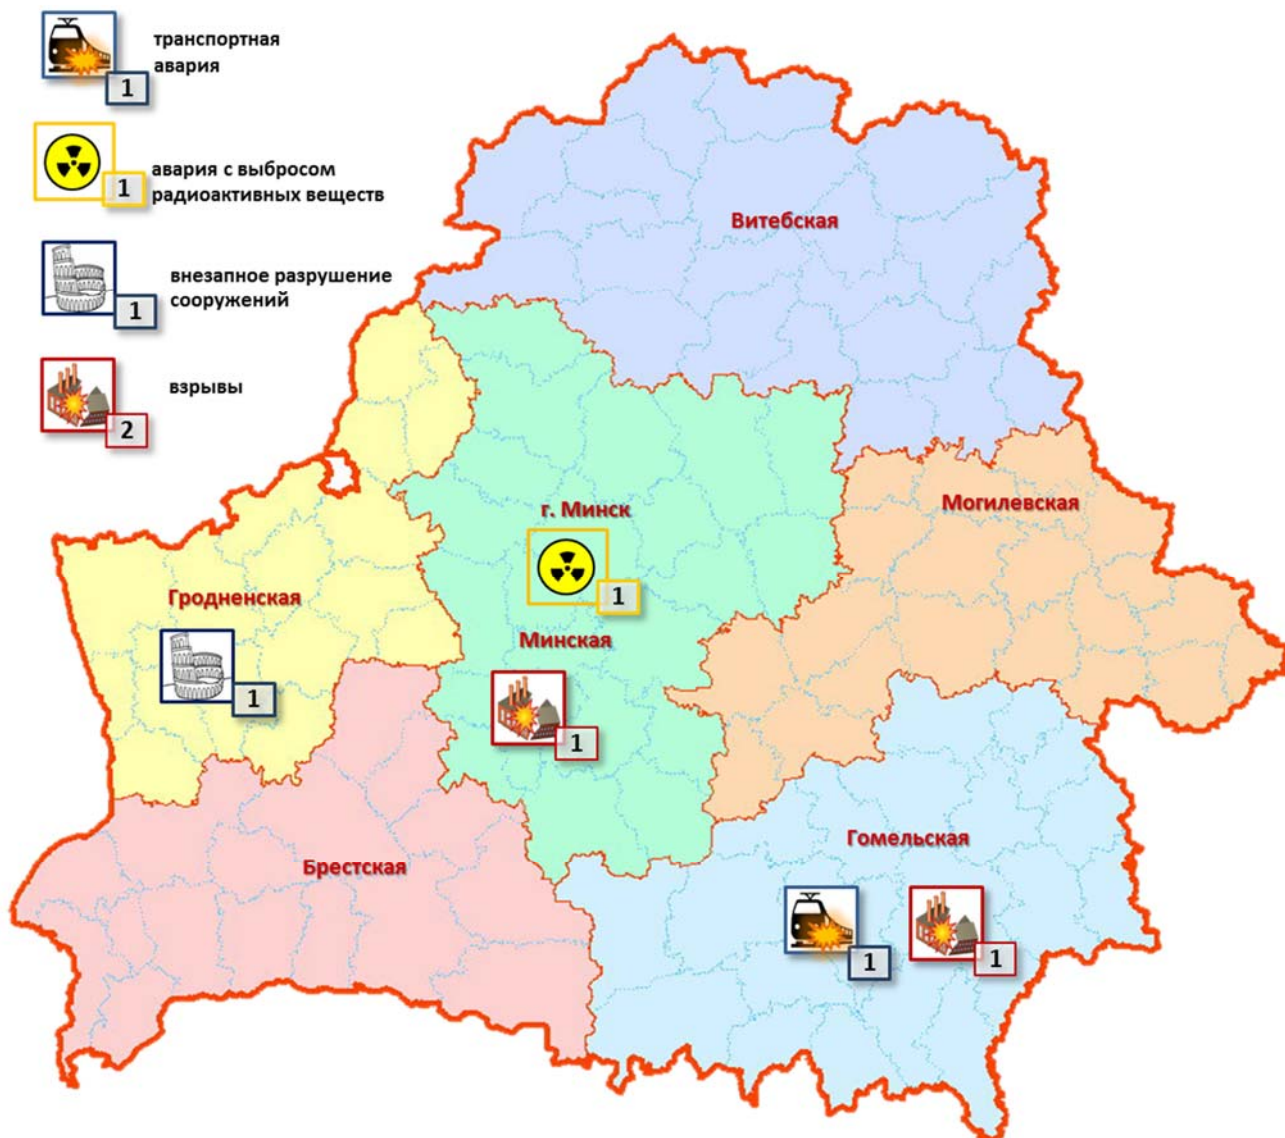 транспортная
авария
1
авария с выбросом
радиоактивных веществ
1
внезапное разрушение
сооружений
1
взрывы
2
Витебская
Могилевская
г. Минск
1
Гродненская
1
Минская
1
Гомельская
1
1
Брестская